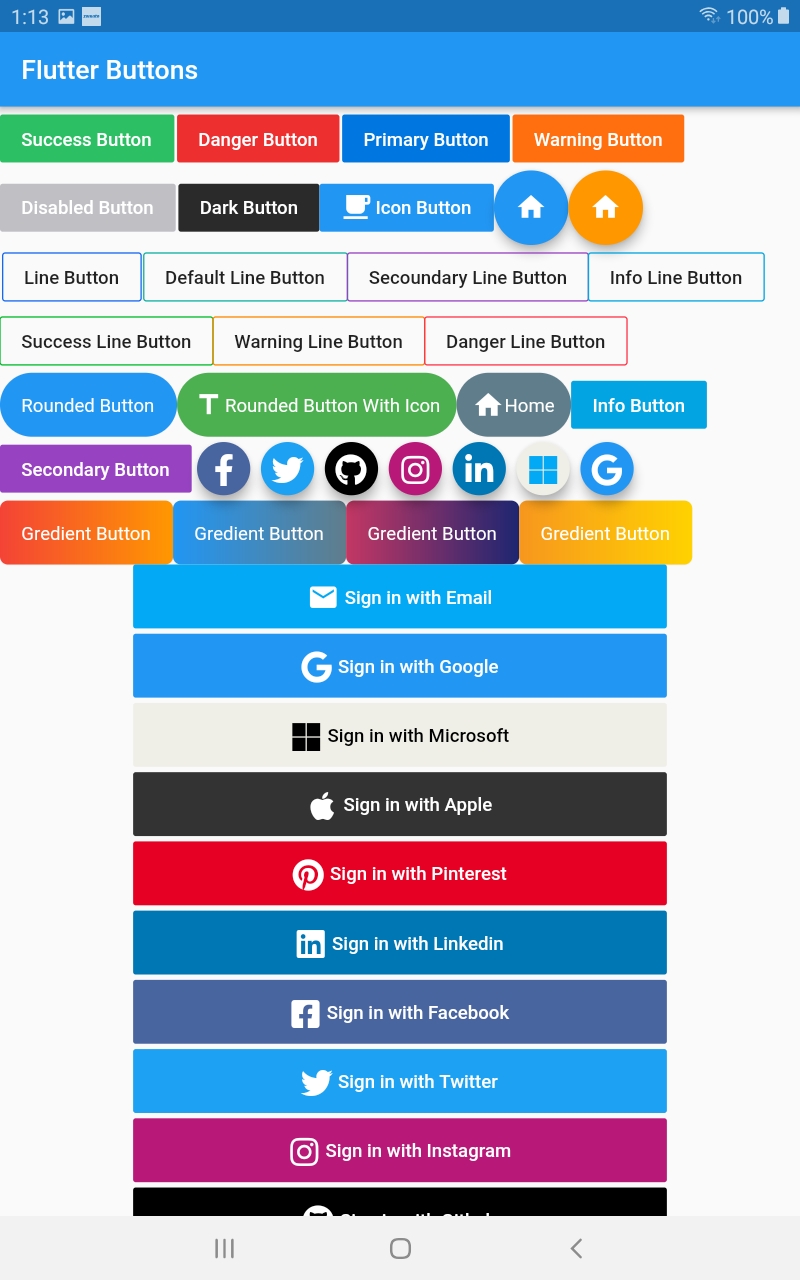 1:13 100%
Flutter Buttons
Success Button Danger Button Primary Button Warning Button
Disabled Button Dark Button Icon Button
Line Button Default Line Button Secoundary Line Button Info Line Button
Success Line Button Warning Line Button Danger Line Button
Rounded Button T Rounded Button With Icon Home Info Button
Secondary Button
Gredient Button Gredient Button Gredient Button Gredient Button
Sign in with Email
Sign in with Google
Sign in with Microsoft
Sign in with Apple
Sign in with Pinterest
Sign in with Linkedin
Sign in with Facebook
Sign in with Twitter
Sign in with Instagram